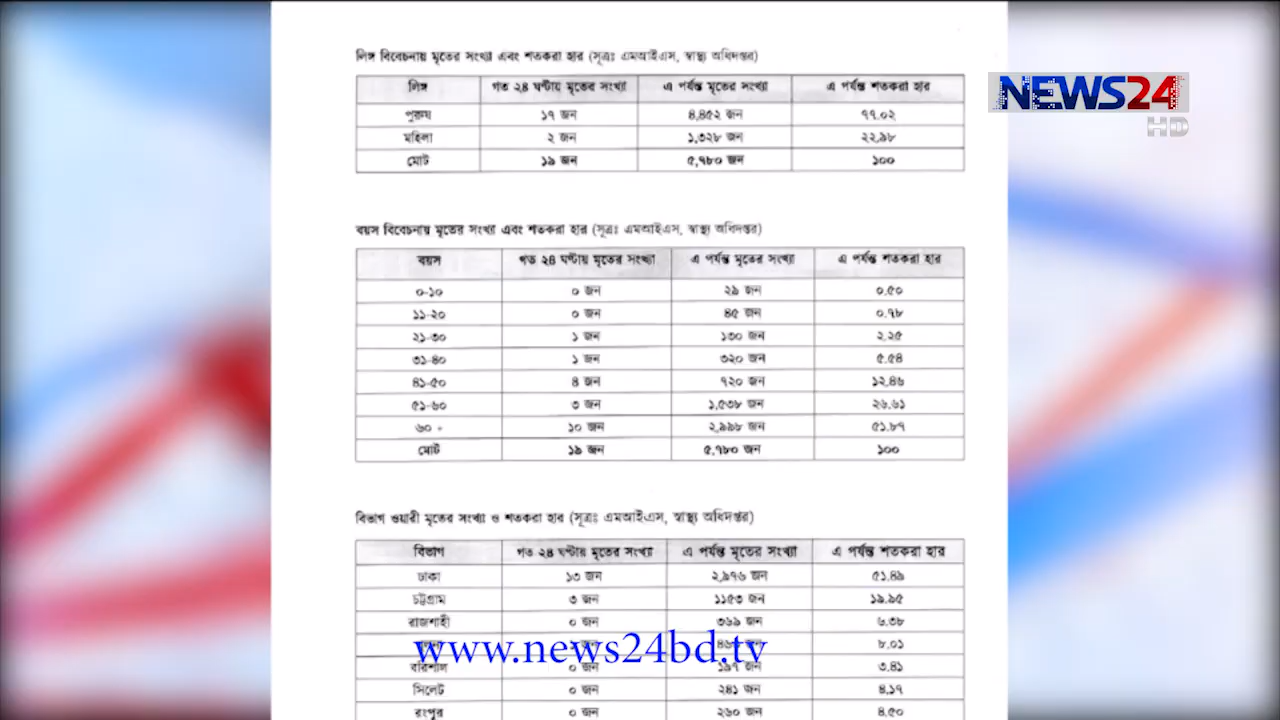 লিঙ্গ বিবেচনায় মৃতের সংখ্যা এবং শতকরা হার (সূত্রঃ এমআইএস, স্বাস্থ্য অধিদপ্তর)
লিঙ্গ গত ২৪ ঘন্টায় মৃতের সংখ্যা এ পর্যন্ত মৃতের সংখ্যা এ পর্যন্ত শতকরা হার
পুরুষ ১৭ জন ৪,৪৫২ জন ৭৭.০২
মহিলা ২ জন ১,৩২৮ জন ২২.৯৮
মোট ১৯ জন ৫,৭৮০ জন ১০০
NEWS24
HD
বয়স বিবেচনায় মৃতের সংখ্যা এবং শতকরা হার (সূত্রঃ এমআইএস, স্বাস্থ্য অধিদপ্তর)
বয়স গত ২৪ ঘন্টায় মৃতের সংখ্যা এ পর্যন্ত মৃতের সংখ্যা এ পর্যন্ত শতকরা হার
০-১০ ০ জন ২৯ জন ০.৫০
১১-২০ ০ জন ৪৫ জন ০.৭৮
২১-৩০ ১ জন ১৩০ জন ২.২৫
৩১-৪০ ১ জন ৩২০ জন ৫.৫৪
৪১-৫০ ৪ জন ৭২০ জন ১২.৪৬
৫১-৬০ ৩ জন ১,৫৩৮ জন ২৬.৬১
৬০ + ১০ জন ২,৯৯৮ জন ৫১.৮৭
মোট ১৯ জন ৫,৭৮০ জন ১০০
বিভাগ ওয়ারী মৃতের সংখ্যা ও শতকরা হার (সূত্রঃ এমআইএস, স্বাস্থ্য অধিদপ্তর)
বিভাগ গত ২৪ ঘন্টায় মৃতের সংখ্যা এ পর্যন্ত মৃতের সংখ্যা এ পর্যন্ত শতকরা হার
ঢাকা ১৩ জন ২,৯৭৬ জন ৫১.৪৯
চট্টগ্রাম ৩ জন ১১৫৩ জন ১৯.৯৫
রাজশাহী ০ জন ৩৬৯ জন ৬.৩৮
৮.০১
www.news24bd.tv
বরিশাল ০ জন ১৯৭ জন ৩.৪১
সিলেট ০ জন ২৪১ জন ৪.১৭
রংপুর ০ জন ২৬০ জন ৪.৫০